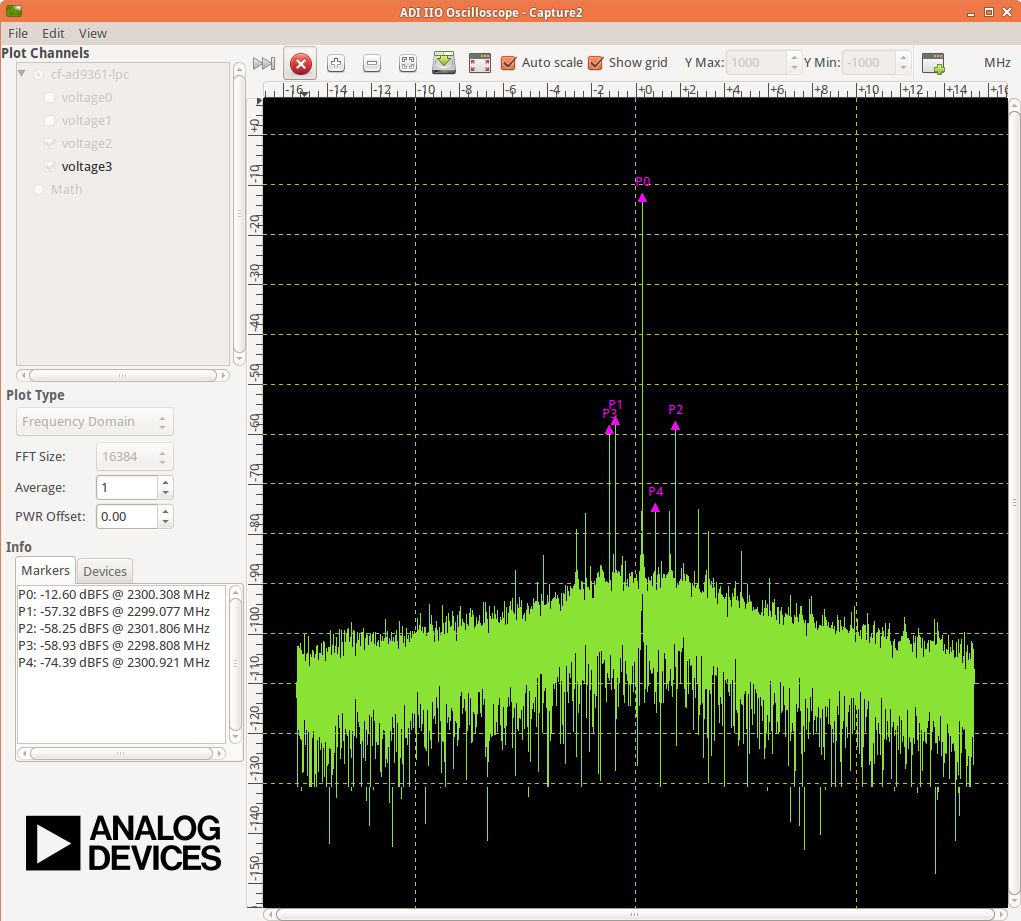 ADI IIO Oscilloscope - Capture2
File Edit View
Plot Channels
cf-ad9361-lpc
voltage0
voltage1
voltage2
voltage3
Math
Auto scale Show grid Y Max: 1000 Y Min: -1000 MHz
-16 -14 -12 -10 -8 -6 -4 -2 +0 +2 +4 +6 +8 +10 +12 +14 +16
+0
-10
-20
-30
-40
-50
-60
-70
-80
-90
-100
-110
-120
-130
-140
-150
P0
P1
P3
P2
P4
Plot Type
Frequency Domain
FFT Size: 16384
Average: 1
PWR Offset: 0.00
Info
Markers Devices
P0: -12.60 dBFS @ 2300.308 MHz
P1: -57.32 dBFS @ 2299.077 MHz
P2: -58.25 dBFS @ 2301.806 MHz
P3: -58.93 dBFS @ 2298.808 MHz
P4: -74.39 dBFS @ 2300.921 MHz
ANALOG
DEVICES